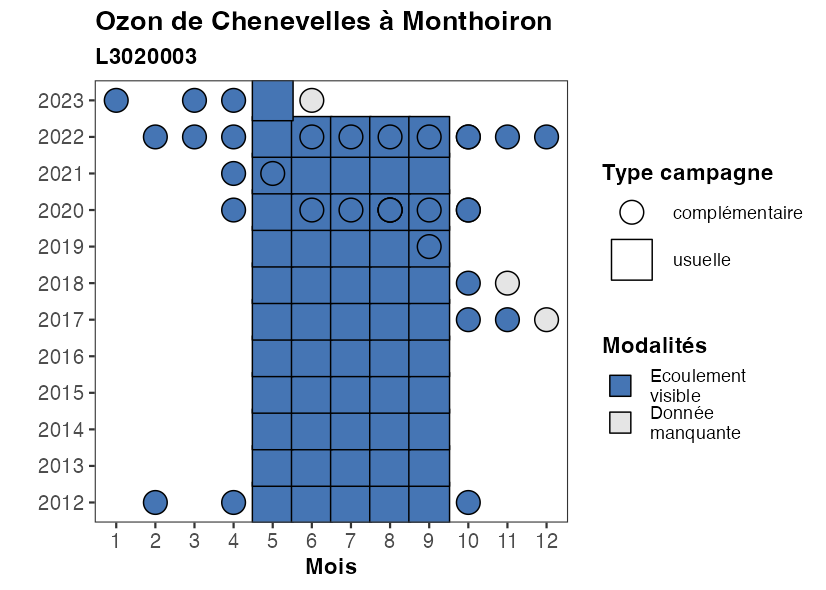 Ozon de Chenevelles à Monthoiron
L3020003
2023
2022
2021
2020
2019
2018
2017
2016
2015
2014
2013
2012
1 2 3 4 5 6 7 8 9 10 11 12
Mois
Type campagne
complémentaire
usuelle
Modalités
Ecoulement
visible
Donnée
manquante